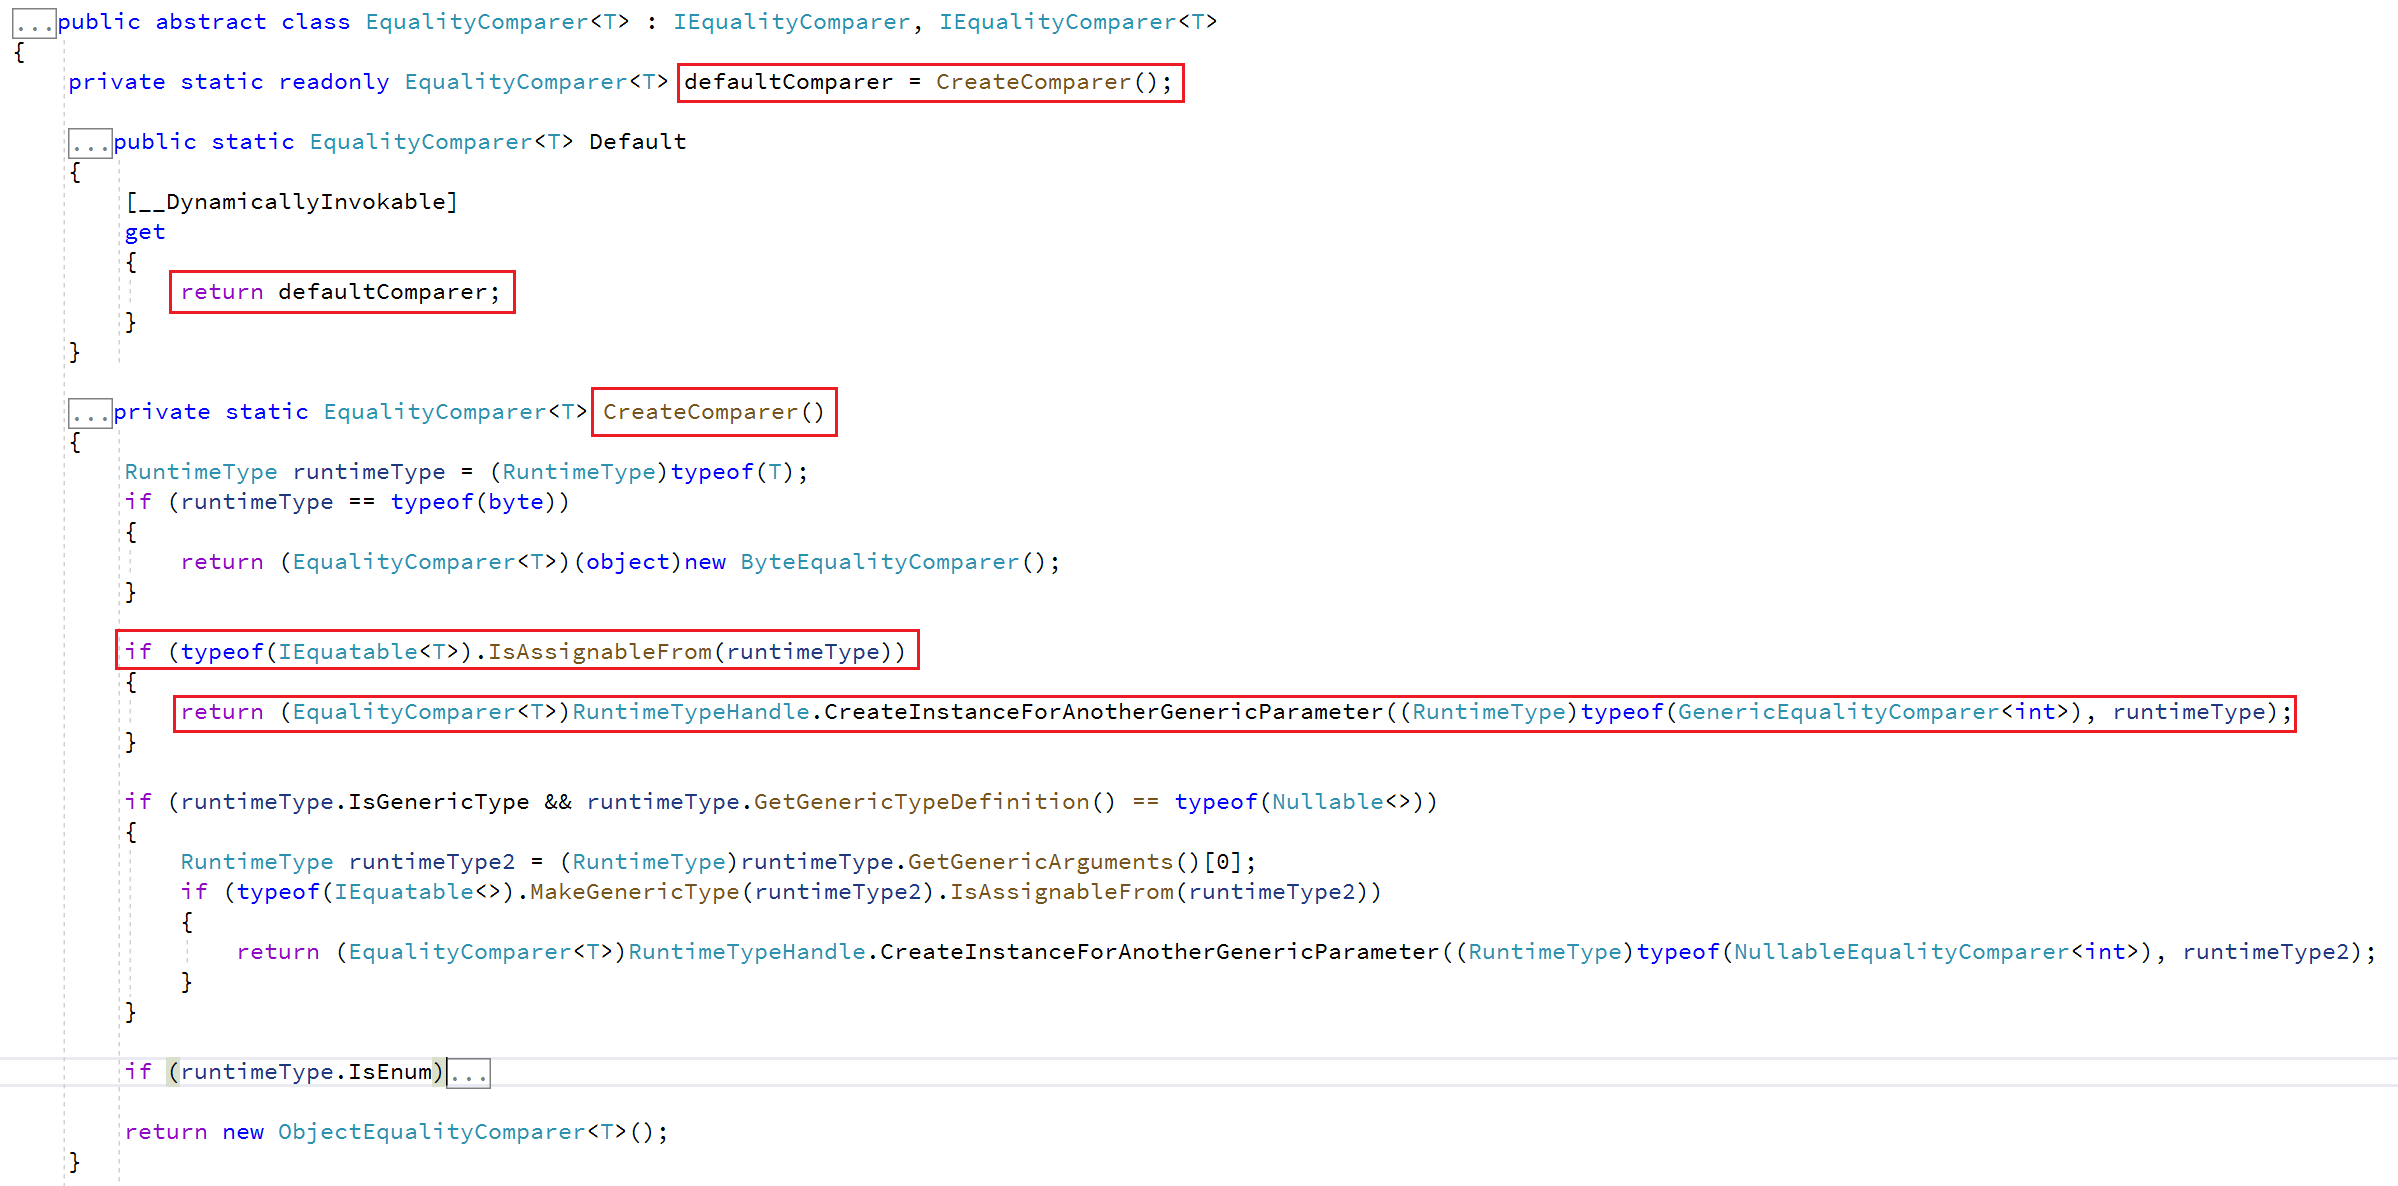 ...public abstract class EqualityComparer<T> : IEqualityComparer, IEqualityComparer<T>
{
private static readonly EqualityComparer<T> defaultComparer = CreateComparer();
...public static EqualityComparer<T> Default
{
[__DynamicallyInvokable]
get
{
return defaultComparer;
}
}
...private static EqualityComparer<T> CreateComparer()
{
RuntimeType runtimeType = (RuntimeType)typeof(T);
if (runtimeType == typeof(byte))
{
return (EqualityComparer<T>)(object)new ByteEqualityComparer();
}
if (typeof(IEquatable<T>).IsAssignableFrom(runtimeType))
{
return (EqualityComparer<T>)RuntimeTypeHandle.CreateInstanceForAnotherGenericParameter((RuntimeType)typeof(GenericEqualityComparer<int>), runtimeType);
}
if (runtimeType.IsGenericType && runtimeType.GetGenericTypeDefinition() == typeof(Nullable<>))
{
RuntimeType runtimeType2 = (RuntimeType)runtimeType.GetGenericArguments()[0];
if (typeof(IEquatable<>).MakeGenericType(runtimeType2).IsAssignableFrom(runtimeType2))
{
return (EqualityComparer<T>)RuntimeTypeHandle.CreateInstanceForAnotherGenericParameter((RuntimeType)typeof(NullableEqualityComparer<int>), runtimeType2);
}
}
if (runtimeType.IsEnum)...
return new ObjectEqualityComparer<T>();
}